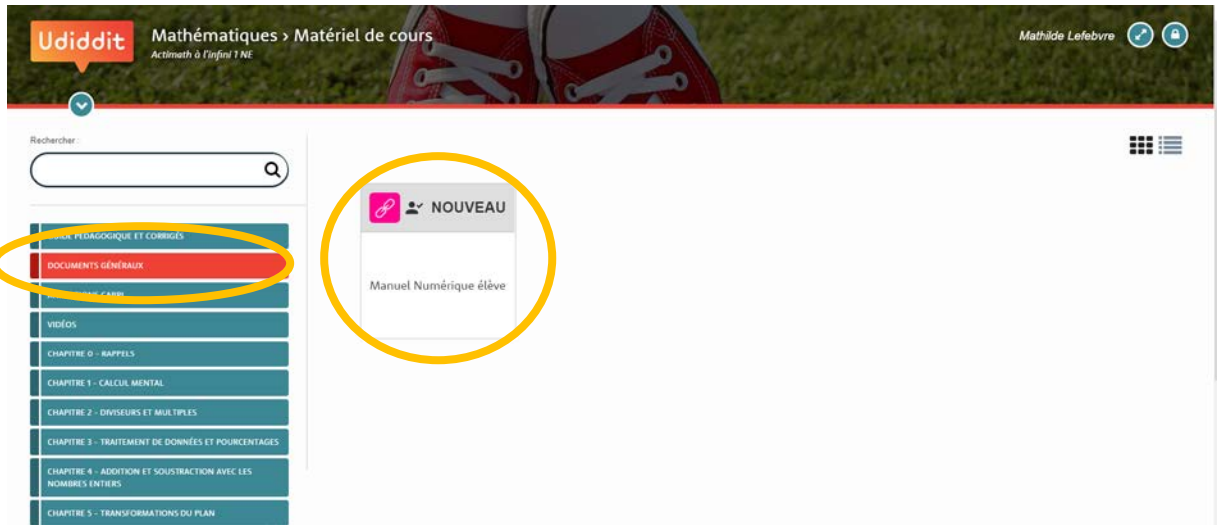 Udiddit
Mathématiques › Matériel de cours
Actimath à l'infini 1 NE
Mathilde Lefebvre
Rechercher :
NOUVEAU
Manuel Numérique élève
GUIDE PÉDAGOGIQUE ET CORRIGÉS
DOCUMENTS GÉNÉRAUX
CABRI
VIDÉOS
CHAPITRE 0 - RAPPELS
CHAPITRE 1 - CALCUL MENTAL
CHAPITRE 2 - DIVISEURS ET MULTIPLES
CHAPITRE 3 - TRAITEMENT DE DONNÉES ET POURCENTAGES
CHAPITRE 4 - ADDITION ET SOUSTRACTION AVEC LES
NOMBRES ENTIERS
CHAPITRE 5 - TRANSFORMATIONS DU PLAN